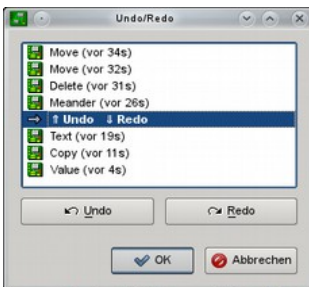 Undo/Redo
Move (vor 34s)
Move (vor 32s)
Delete (vor 31s)
Meander (vor 26s)
⇑ Undo ⇓ Redo
Text (vor 19s)
Copy (vor 11s)
Value (vor 4s)
Undo Redo
OK Abbrechen